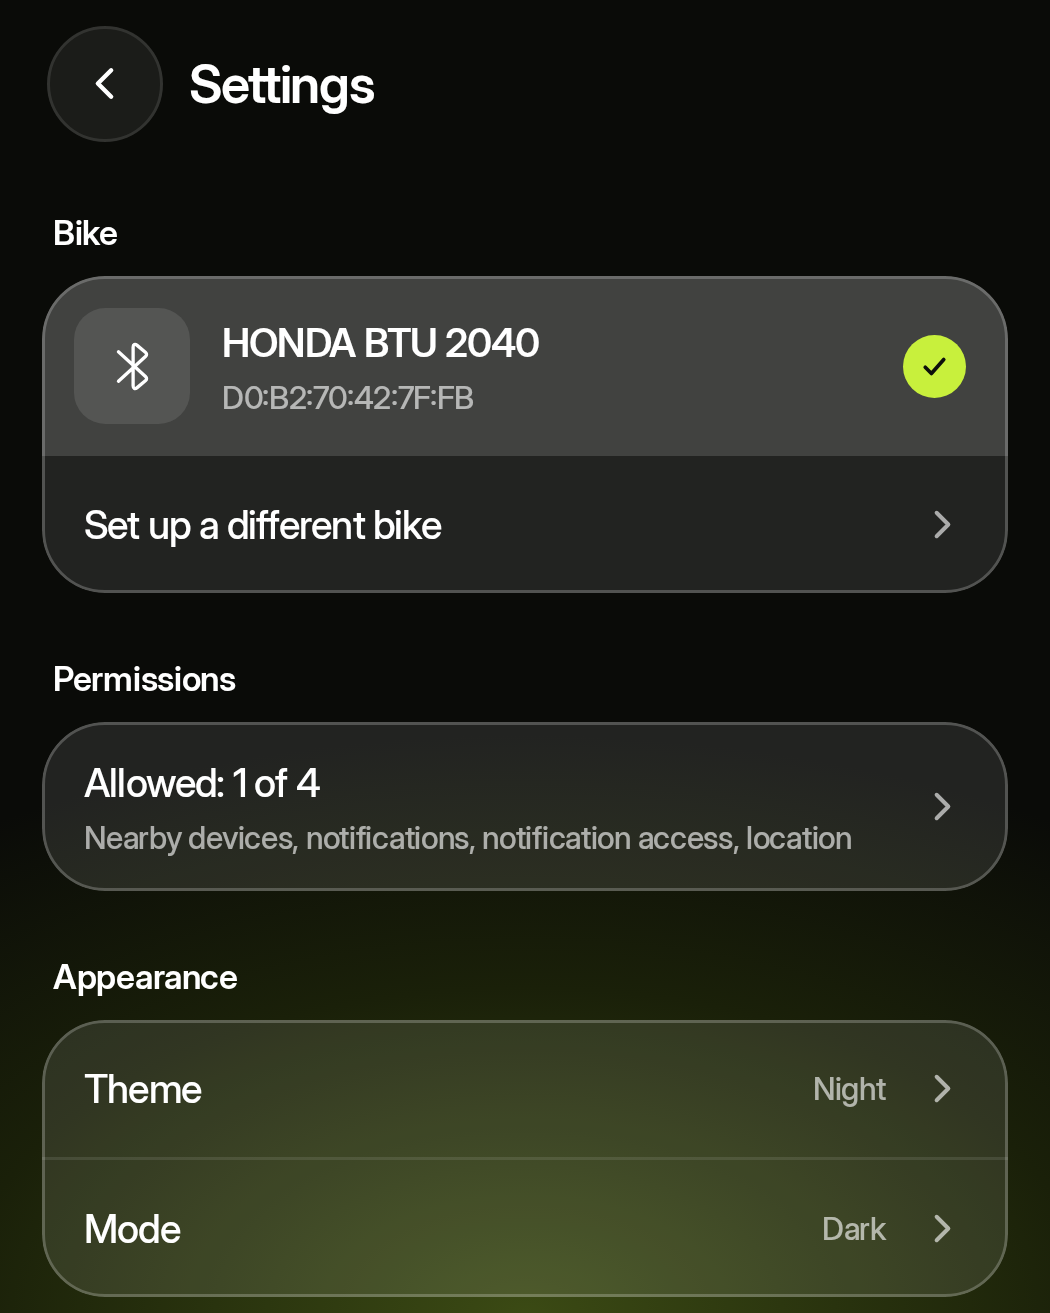 Settings
Bike
HONDA BTU 2040
D0:B2:70:42:7F:FB
Set up a different bike
Permissions
Allowed: 1 of 4
Nearby devices, notifications, notification access, location
Appearance
Theme
Night
Mode
Dark